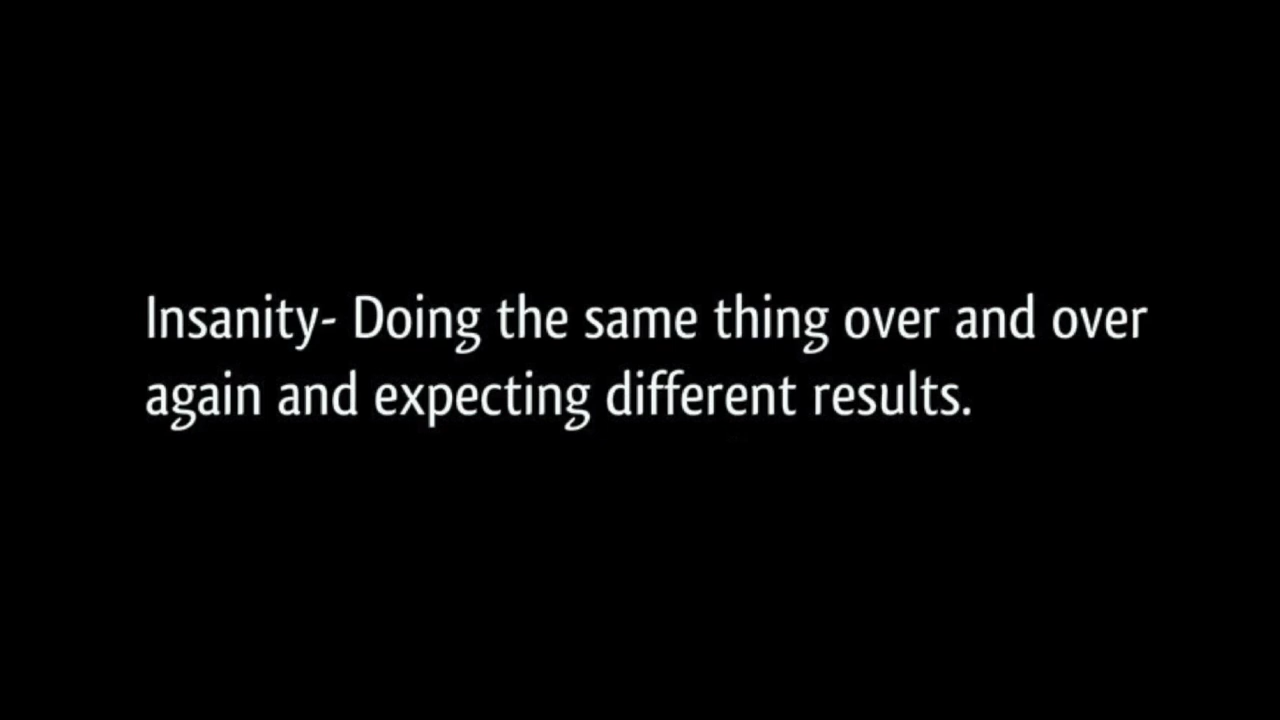 Insanity- Doing the same thing over and over
again and expecting different results.